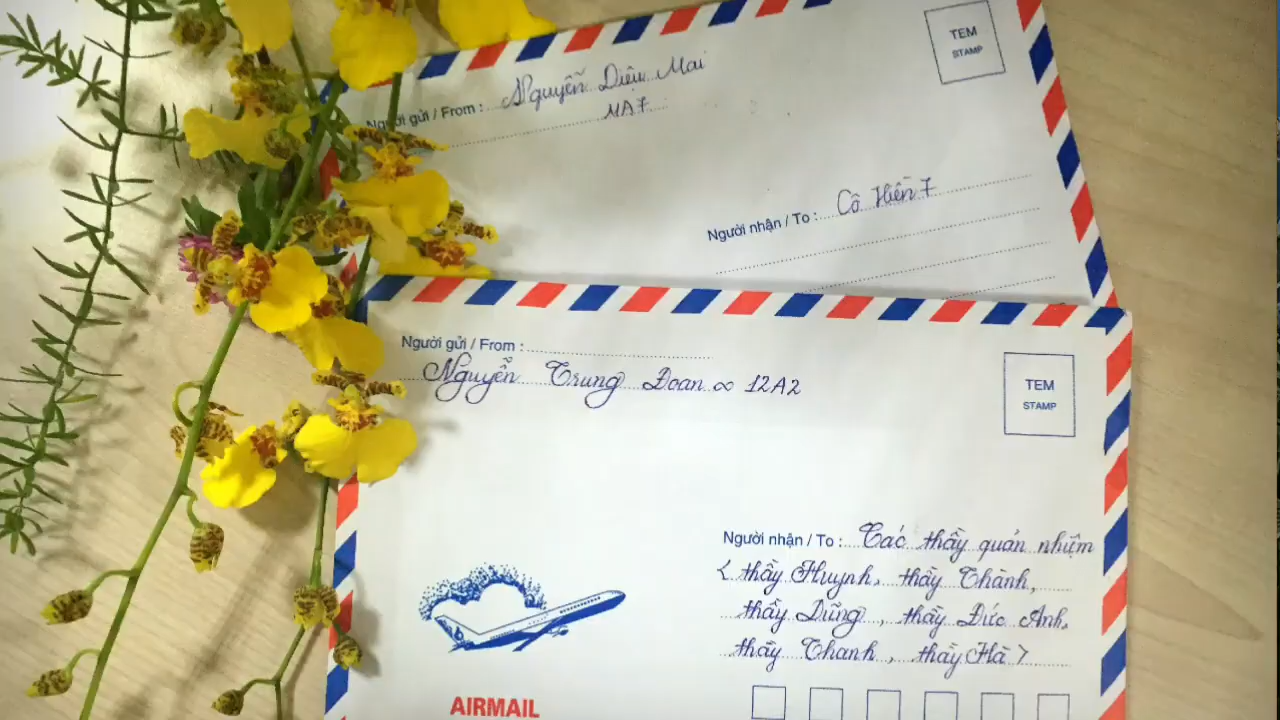 Người gửi / From : Nguyễn Diệu Mai
TEM
STAMP
Người nhận / To : Cô Hiền 7
Người gửi / From :
Nguyễn Trung Đoan ∞ 12A2
TEM
STAMP
Người nhận / To : Các thầy quản nhiệm
< thầy Huynh, thầy Thành,
thầy Dũng, thầy Đức Anh,
thầy Thanh, thầy Hà >
AIRMAIL